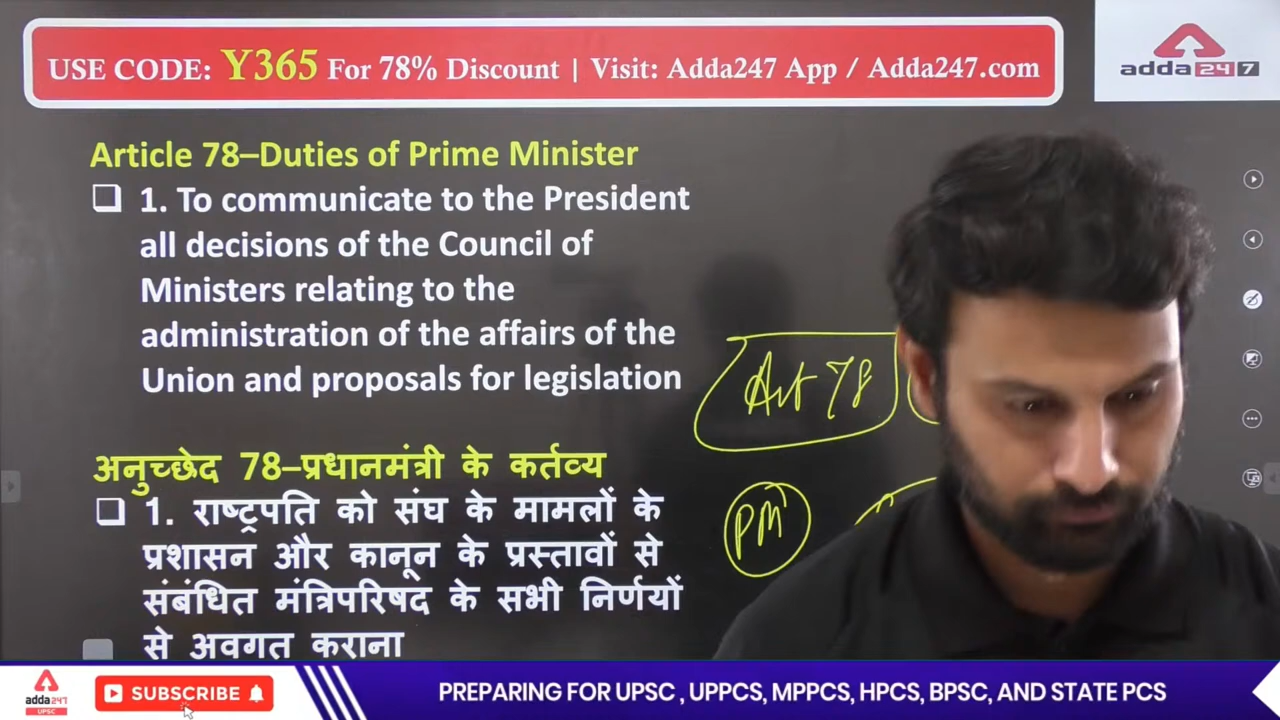 USE CODE: Y365 For 78% Discount | Visit: Adda247 App / Adda247.com
adda247
Article 78–Duties of Prime Minister
❑ 1. To communicate to the President
all decisions of the Council of
Ministers relating to the
administration of the affairs of the
Union and proposals for legislation
Art 78
अनुच्छेद 78–प्रधानमंत्री के कर्तव्य
❑ 1. राष्ट्रपति को संघ के मामलों के
प्रशासन और कानून के प्रस्तावों से
संबंधित मंत्रिपरिषद के सभी निर्णयों
से अवगत कराना
PM
adda247
UPSC
SUBSCRIBE
PREPARING FOR UPSC , UPPCS, MPPCS, HPCS, BPSC, AND STATE PCS